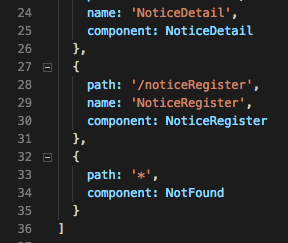 24 name: 'NoticeDetail',
25 component: NoticeDetail
26 },
27 {
28 path: '/noticeRegister',
29 name: 'NoticeRegister',
30 component: NoticeRegister
31 },
32 {
33 path: '*',
34 component: NotFound
35 }
36 ]